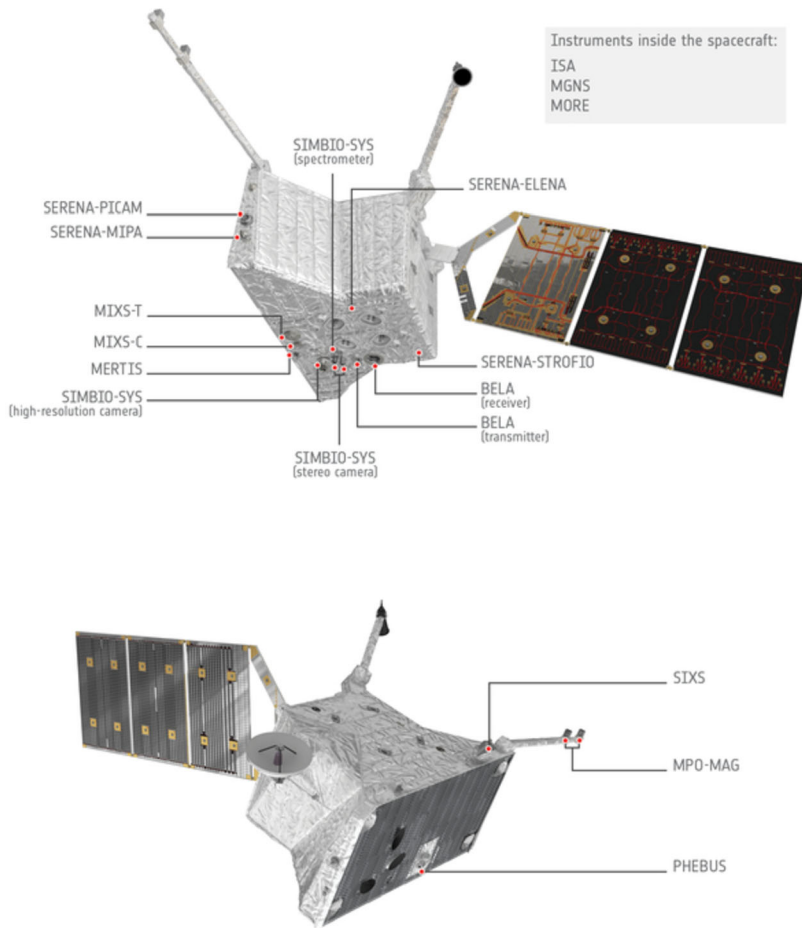 Instruments inside the spacecraft:
ISA
MGNS
MORE
SIMBIO-SYS
(spectrometer)
SERENA-ELENA
SERENA-PICAM
SERENA-MIPA
MIXS-T
MIXS-C
MERTIS
SIMBIO-SYS
(high-resolution camera)
SERENA-STROFIO
BELA
(receiver)
BELA
(transmitter)
SIMBIO-SYS
(stereo camera)
SIXS
MPO-MAG
PHEBUS